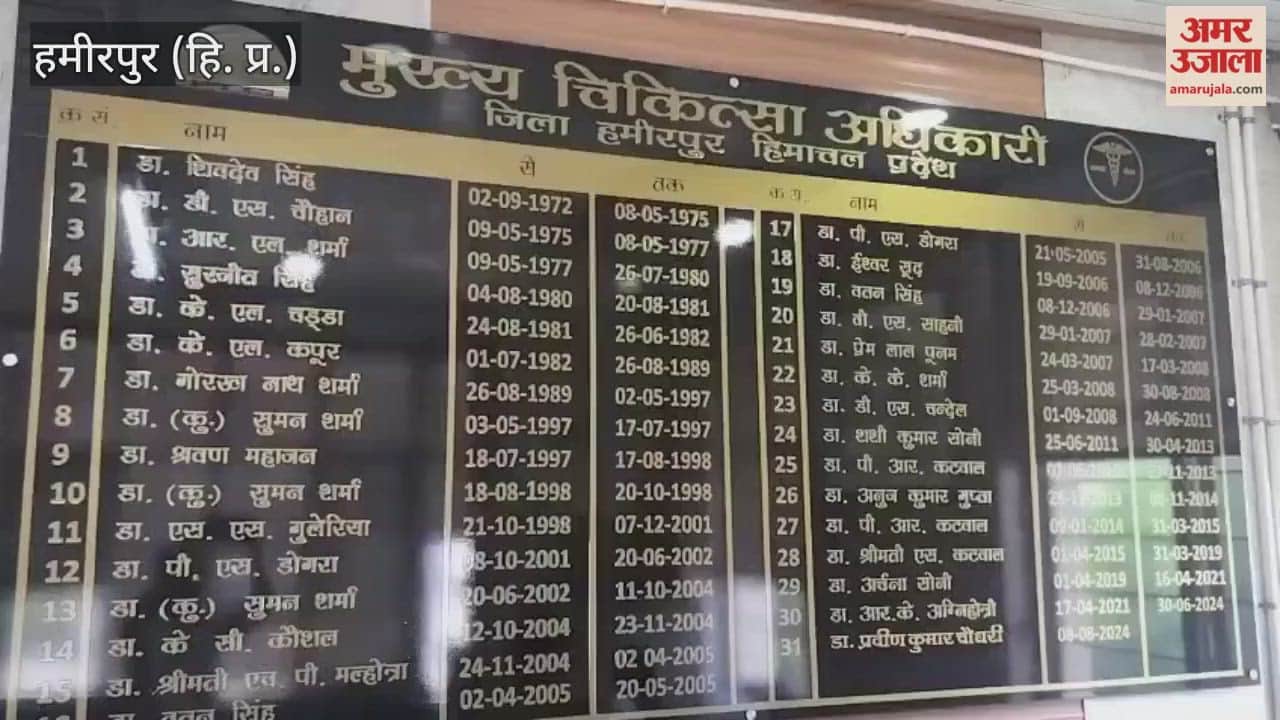 हमीरपुर (हि. प्र.)
अमर
उजाला
amarujala.com
मुख्य चिकित्सा अधिकारी
जिला हमीरपुर हिमाचल प्रदेश
क्र सं. नाम से तक
1 डा. शिवदेव सिंह 02-09-1972 08-05-1975
2 डा. डी. एस. चौहान 09-05-1975 08-05-1977
3 डा. आर. एल. शर्मा 09-05-1977 26-07-1980
4 डा. सुरजीत सिंह 04-08-1980 20-08-1981
5 डा. के. एल. चड्डा 24-08-1981 26-06-1982
6 डा. के. एल. कपूर 01-07-1982 26-08-1989
7 डा. गोरख नाथ शर्मा 26-08-1989 02-05-1997
8 डा. (कु.) सुमन शर्मा 03-05-1997 17-07-1997
9 डा. श्रवण महाजन 18-07-1997 17-08-1998
10 डा. (कु.) सुमन शर्मा 18-08-1998 20-10-1998
11 डा. एस. एस. गुलेरिया 21-10-1998 07-12-2001
12 डा. पी. एस. डोगरा 08-10-2001 20-06-2002
13 डा. (कु.) सुमन शर्मा 20-06-2002 11-10-2004
14 डा. के सी. कौशल 12-10-2004 23-11-2004
15 डा. श्रीमती एच. पी. मल्होत्रा 24-11-2004 02 04-2005
डा. वतन सिंह 02-04-2005 20-05-2005
क्र सं. नाम से तक
17 डा. पी. एस. डोगरा 21-05-2005 31-08-2006
18 डा. ईश्वर सूद 19-09-2006 08-12-2006
19 डा. वतन सिंह 08-12-2006 29-01-2007
20 डा. वी. एस. साहनी 29-01-2007 28-02-2007
21 डा. प्रेम लाल पूनम 24-03-2007 17-03-2008
22 डा. के. के. शर्मा 25-03-2008 30-08-2008
23 डा. डी. एस. चन्देल 01-09-2008 24-06-2011
24 डा. शशी कुमार सोनी 25-06-2011 30-04-2013
25 डा. पी. आर. कटवाल
26 डा. अनुज कुमार गुप्ता
27 डा. पी. आर. कटवाल 09-01-2014 31-03-2015
28 डा. श्रीमती एस. कटवाल 01-04-2015 31-03-2019
29 डा. अर्चना सोनी 01-04-2019 16-04-2021
30 डा. आर.के. अग्निहोत्री 17-04-2021 30-06-2024
31 डा. प्रवीण कुमार चौधरी 08-08-2024